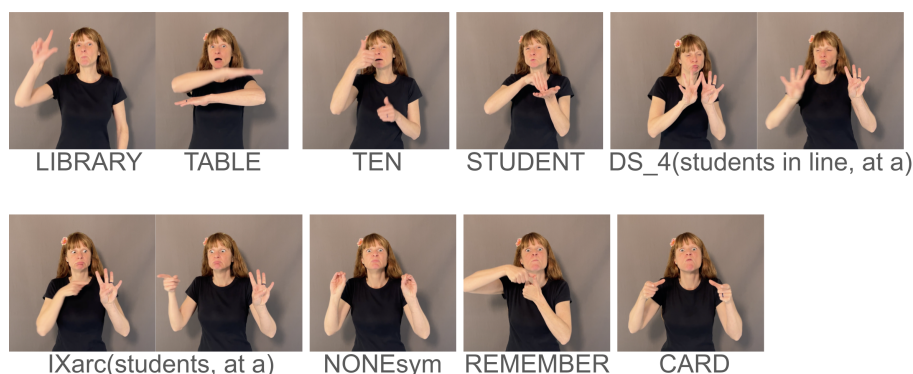 LIBRARY TABLE TEN STUDENT DS_4(students in line, at a)
IXarc(students, at a) NONEsym REMEMBER CARD